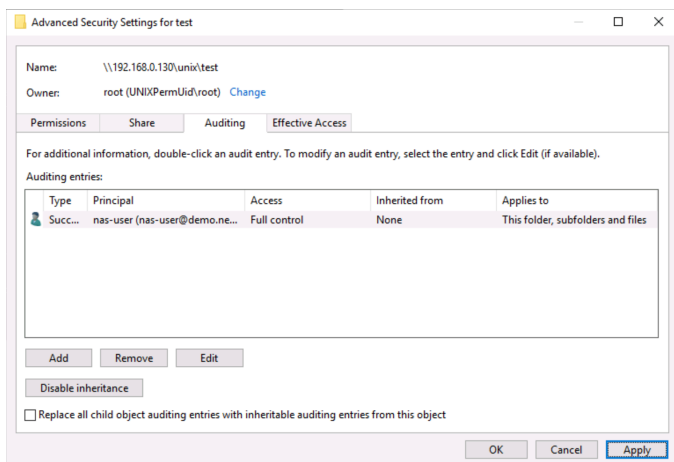 Advanced Security Settings for test
Name: \\192.168.0.130\unix\test
Owner: root (UNIXPermUid\root) Change
Permissions Share Auditing Effective Access
For additional information, double-click an audit entry. To modify an audit entry, select the entry and click Edit (if available).
Auditing entries:
Type Principal Access Inherited from Applies to
Succ... nas-user (nas-user@demo.ne... Full control None This folder, subfolders and files
Add Remove Edit
Disable inheritance
Replace all child object auditing entries with inheritable auditing entries from this object
OK Cancel Apply